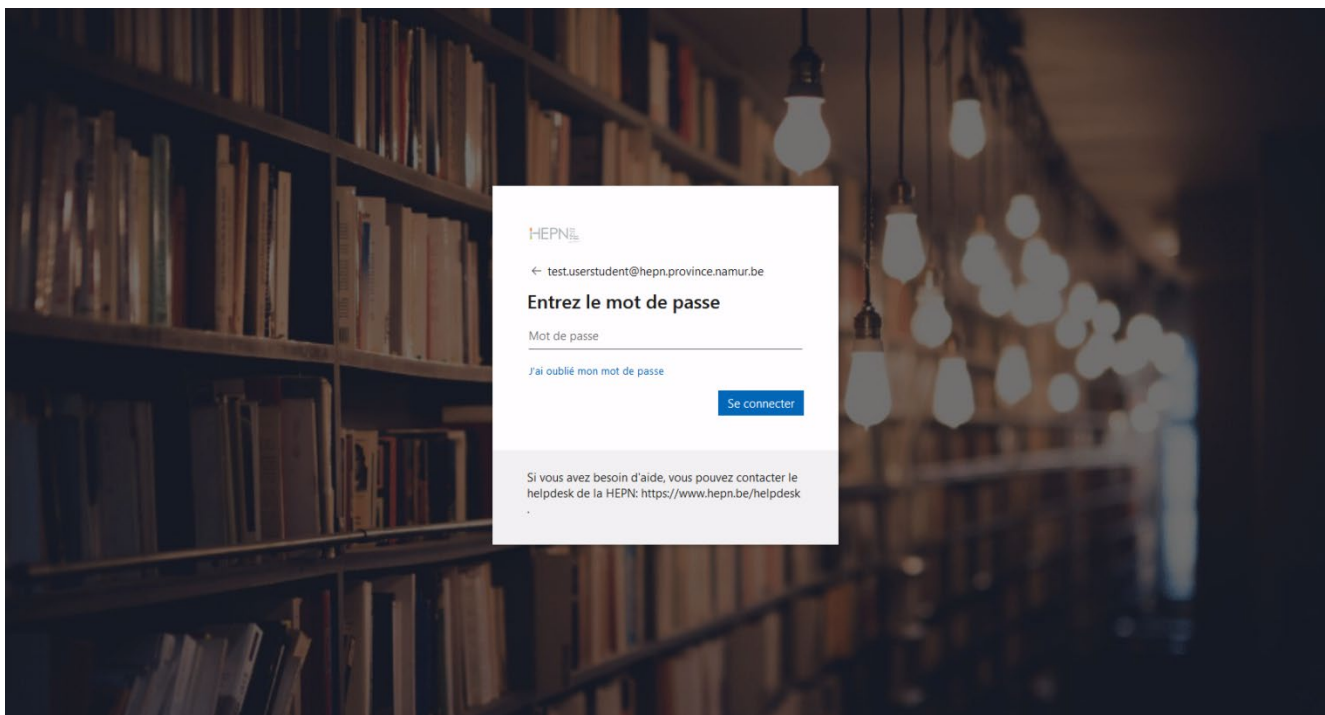 HEPN
← test.userstudent@hepn.province.namur.be
Entrez le mot de passe
Mot de passe
J'ai oublié mon mot de passe
Se connecter
Si vous avez besoin d'aide, vous pouvez contacter le
helpdesk de la HEPN: https://www.hepn.be/helpdesk
.